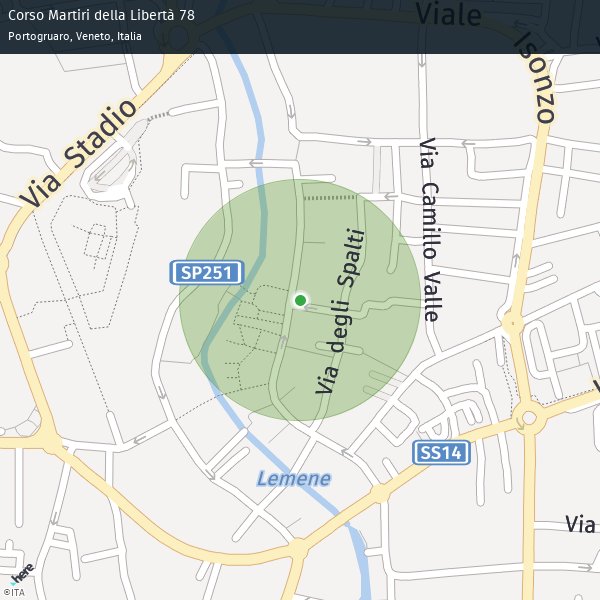 Corso Martiri della Libertà 78
Portogruaro, Veneto, Italia
Viale
Isonzo
Via Stadio
Via Camillo Valle
SP251
Via degli Spalti
SS14
Lemene
Via
here
©ITA